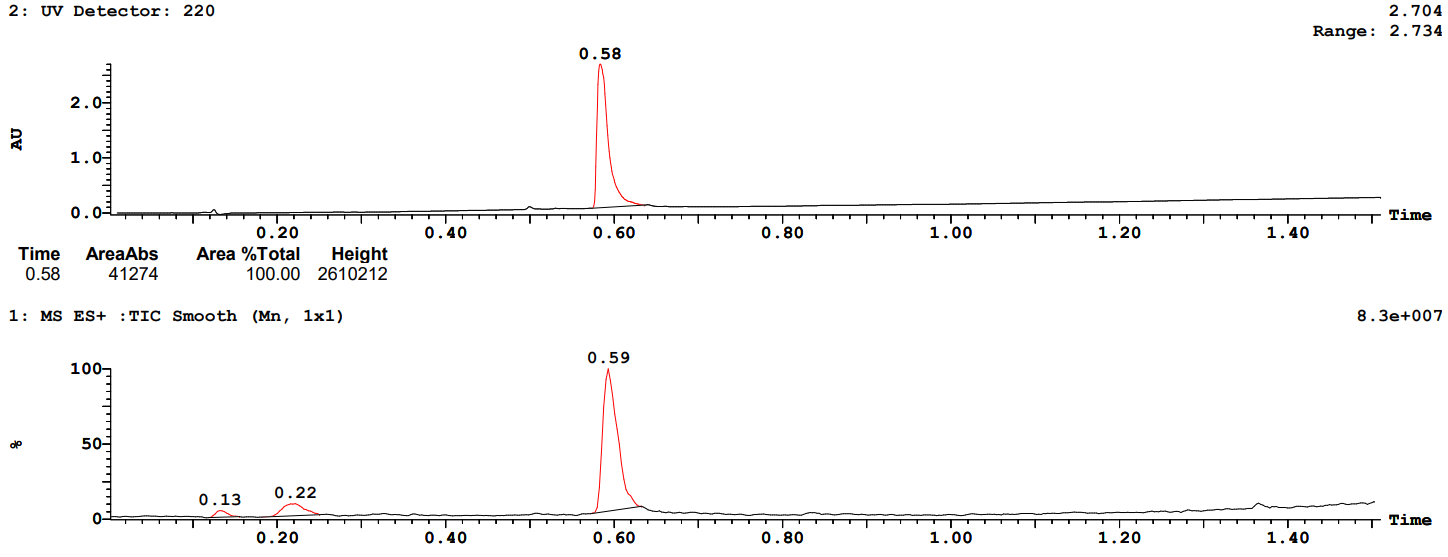 2: UV Detector: 220 2.704
Range: 2.734
0.58
AU
2.0
1.0
0.0
0.20 0.40 0.60 0.80 1.00 1.20 1.40 Time
Time AreaAbs Area %Total Height
0.58 41274 100.00 2610212
1: MS ES+ :TIC Smooth (Mn, 1x1) 8.3e+007
0.59
100
%
50
0.13 0.22
0
0.20 0.40 0.60 0.80 1.00 1.20 1.40 Time